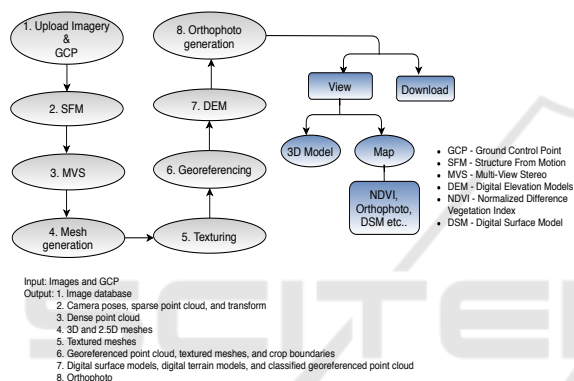 1. Upload Imagery
&
GCP
2. SFM
3. MVS
4. Mesh
generation
5. Texturing
6. Georeferencing
7. DEM
8. Orthophoto
generation
View
Download
3D Model
Map
NDVI,
Orthophoto,
DSM etc..
• GCP - Ground Control Point
• SFM - Structure From Motion
• MVS - Multi-View Stereo
• DEM - Digital Elevation Models
• NDVI - Normalized Difference
Vegetation Index
• DSM - Digital Surface Model
Input: Images and GCP
Output: 1. Image database
2. Camera poses, sparse point cloud, and transform
3. Dense point cloud
4. 3D and 2.5D meshes
5. Textured meshes
6. Georeferenced point cloud, textured meshes, and crop boundaries
7. Digital surface models, digital terrain models, and classified georeferenced point cloud
8. Orthophoto